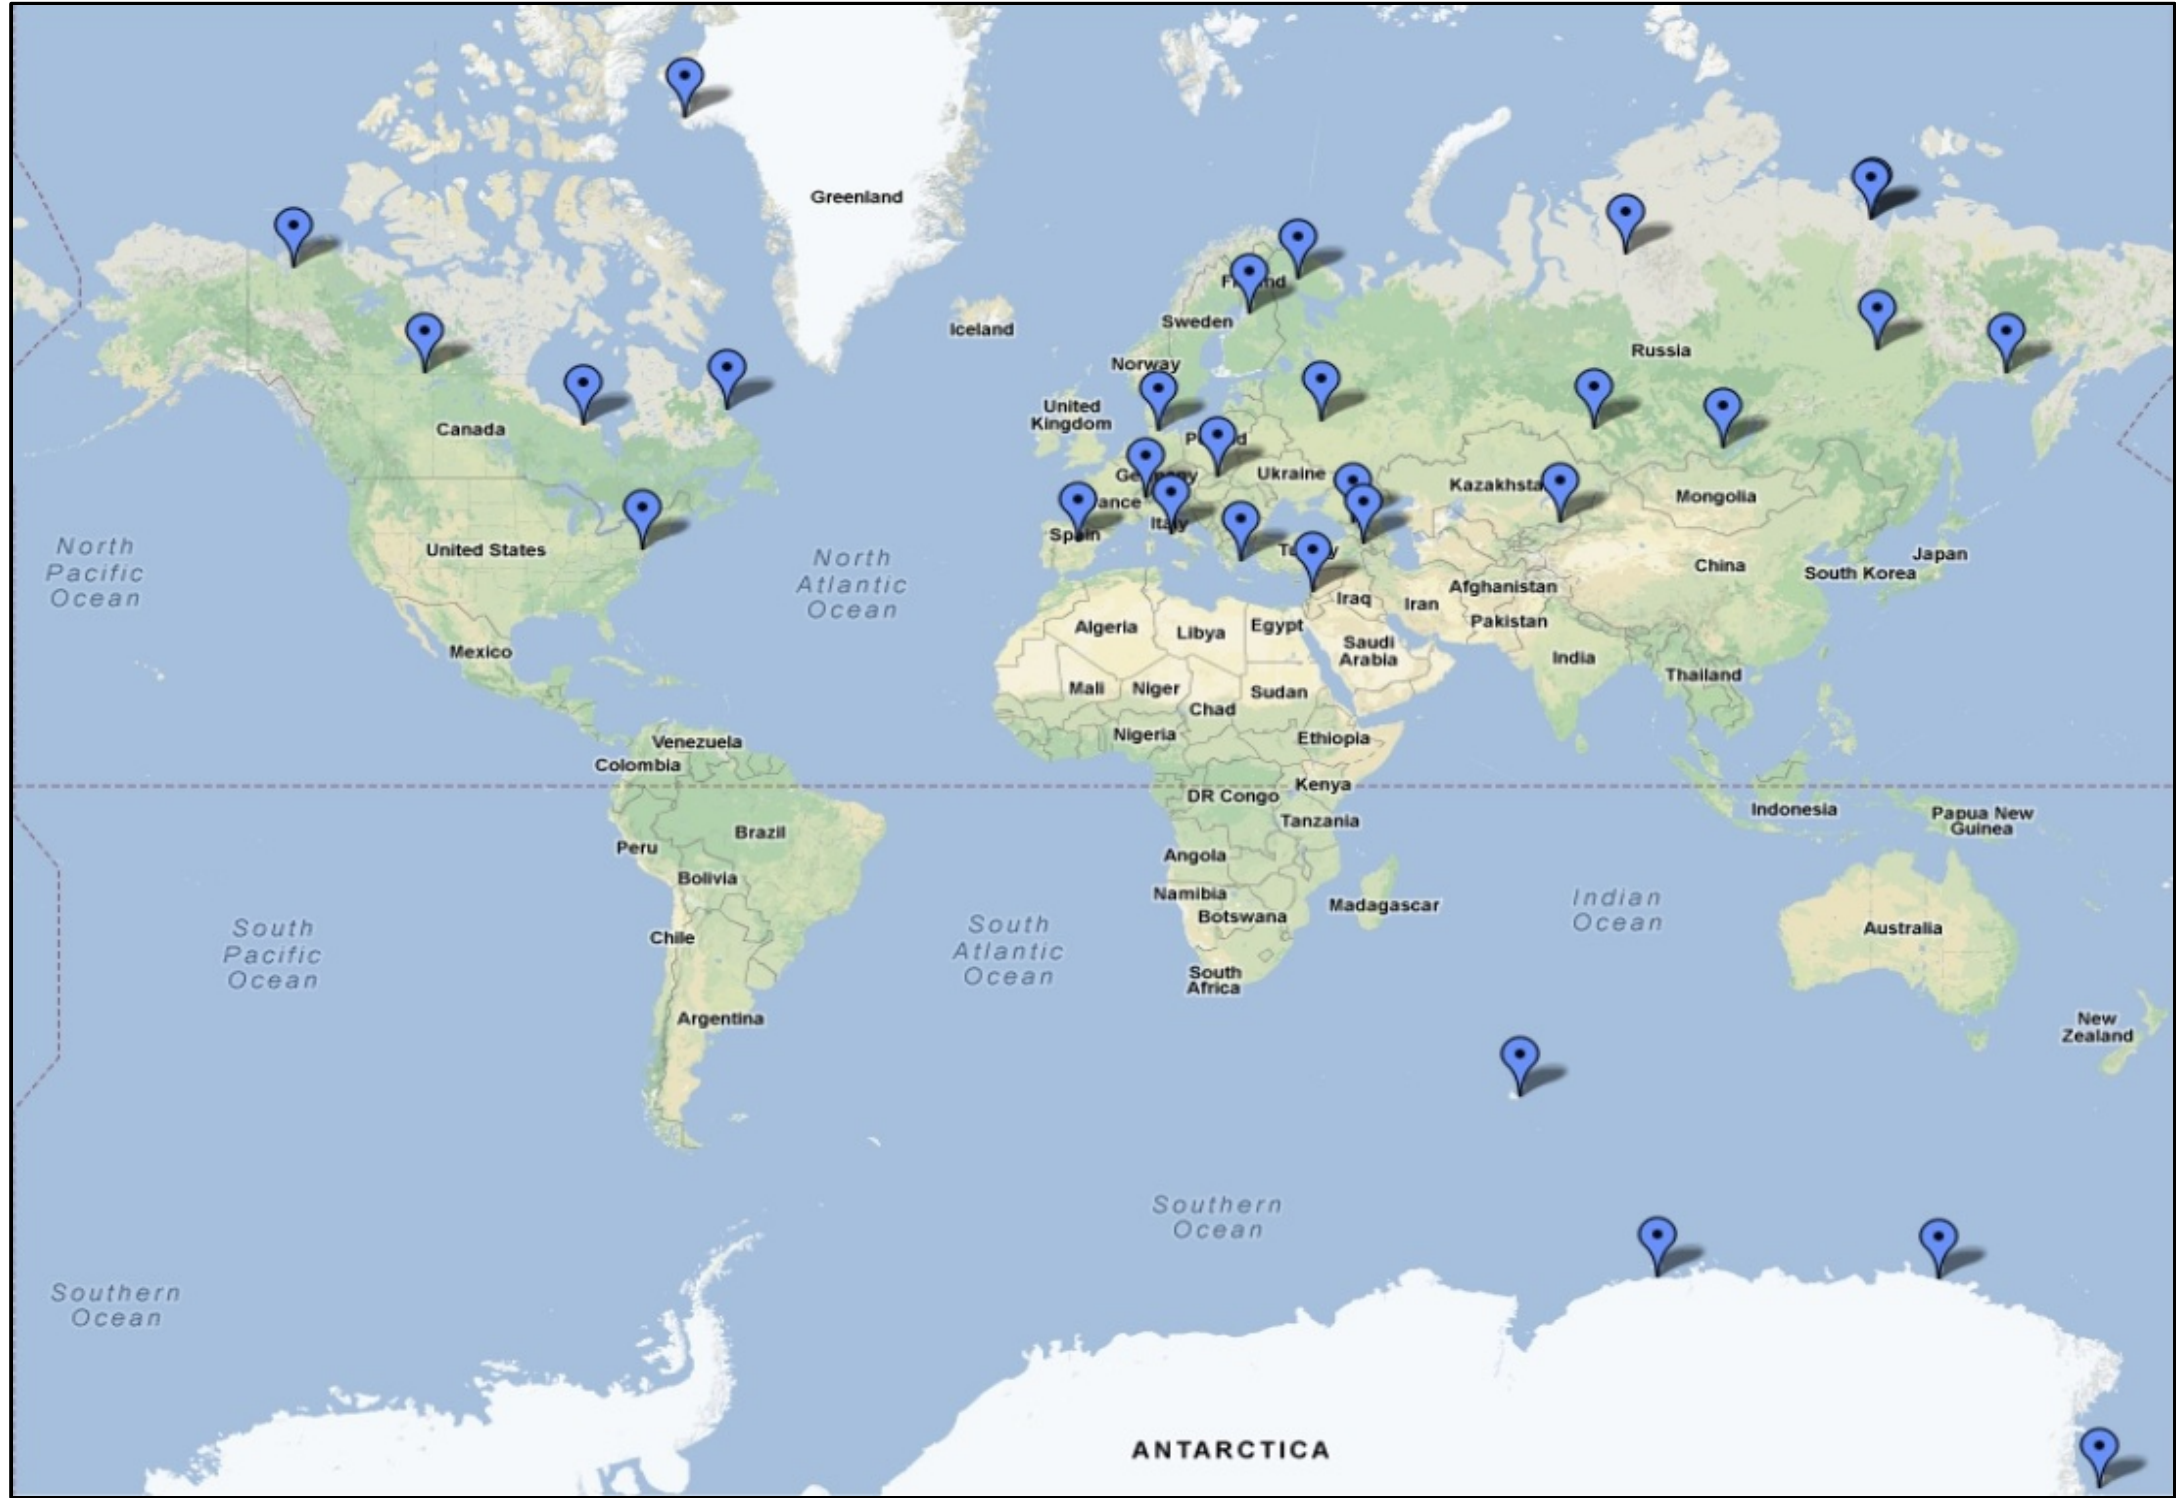 Greenland
Iceland
Sweden
Norway
Russia
United
Kingdom
Canada
Ukraine
Kazakhsta
Mongolia
Spain
Italy
United States
North
Pacific
Ocean
North
Atlantic
Ocean
China
Japan
South Korea
Afghanistan
Iraq
Iran
Pakistan
Algeria
Libya
Egypt
Saudi
Arabia
India
Mexico
Thailand
Mali
Niger
Sudan
Chad
Nigeria
Ethiopia
Venezuela
Colombia
Kenya
DR Congo
Indonesia
Papua New
Guinea
Tanzania
Brazil
Peru
Angola
Bolivia
Namibia
Botswana
Madagascar
Indian
Ocean
Australia
South
Pacific
Ocean
Chile
South
Atlantic
Ocean
South
Africa
Argentina
New
Zealand
Southern
Ocean
Southern
Ocean
ANTARCTICA